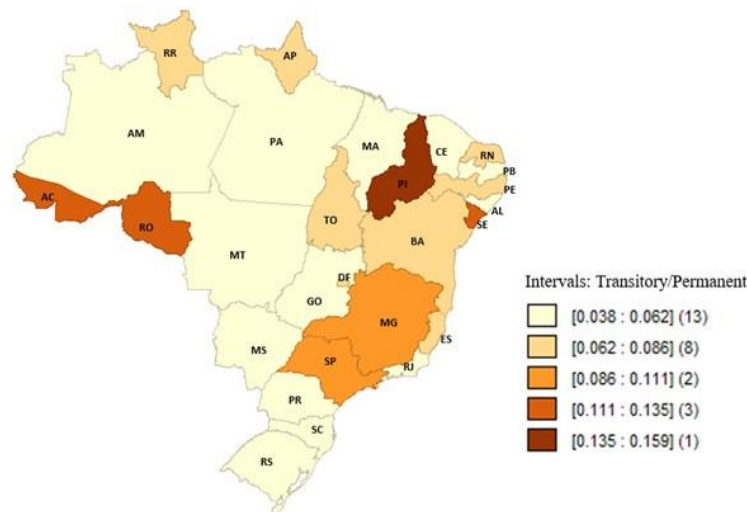 RR
AP
AM
PA
MA
CE
RN
PB
PE
PI
AL
SE
AC
RO
TO
BA
MT
DF
GO
MG
ES
MS
SP
RJ
PR
SC
RS
Intervals: Transitory/Permanent
[0.038 : 0.062] (13)
[0.062 : 0.086] (8)
[0.086 : 0.111] (2)
[0.111 : 0.135] (3)
[0.135 : 0.159] (1)